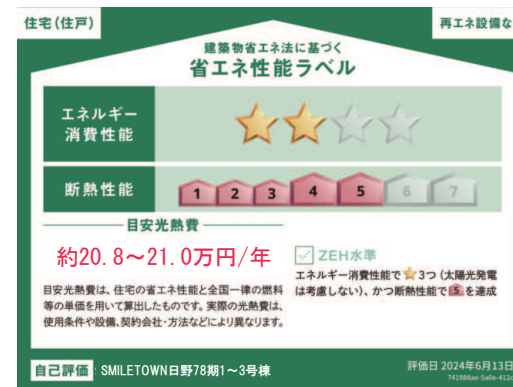 住宅(住戸)
再エネ設備な
建築物省エネ法に基づく
省エネ性能ラベル
エネルギー
消費性能
断熱性能
1 2 3 4 5 6 7
目安光熱費
約20.8～21.0万円/年
目安光熱費は、住宅の省エネ性能と全国一律の燃料
等の単価を用いて算出したものです。実際の光熱費は、
使用条件や設備、契約会社・方法などにより異なります。
ZEH水準
エネルギー消費性能で⭐3つ(太陽光発電
は考慮しない)、かつ断熱性能で5を達成
自己評価 SMILETOWN日野78期1～3号棟
評価日 2024年6月13日
741988ae-5a0e-412c